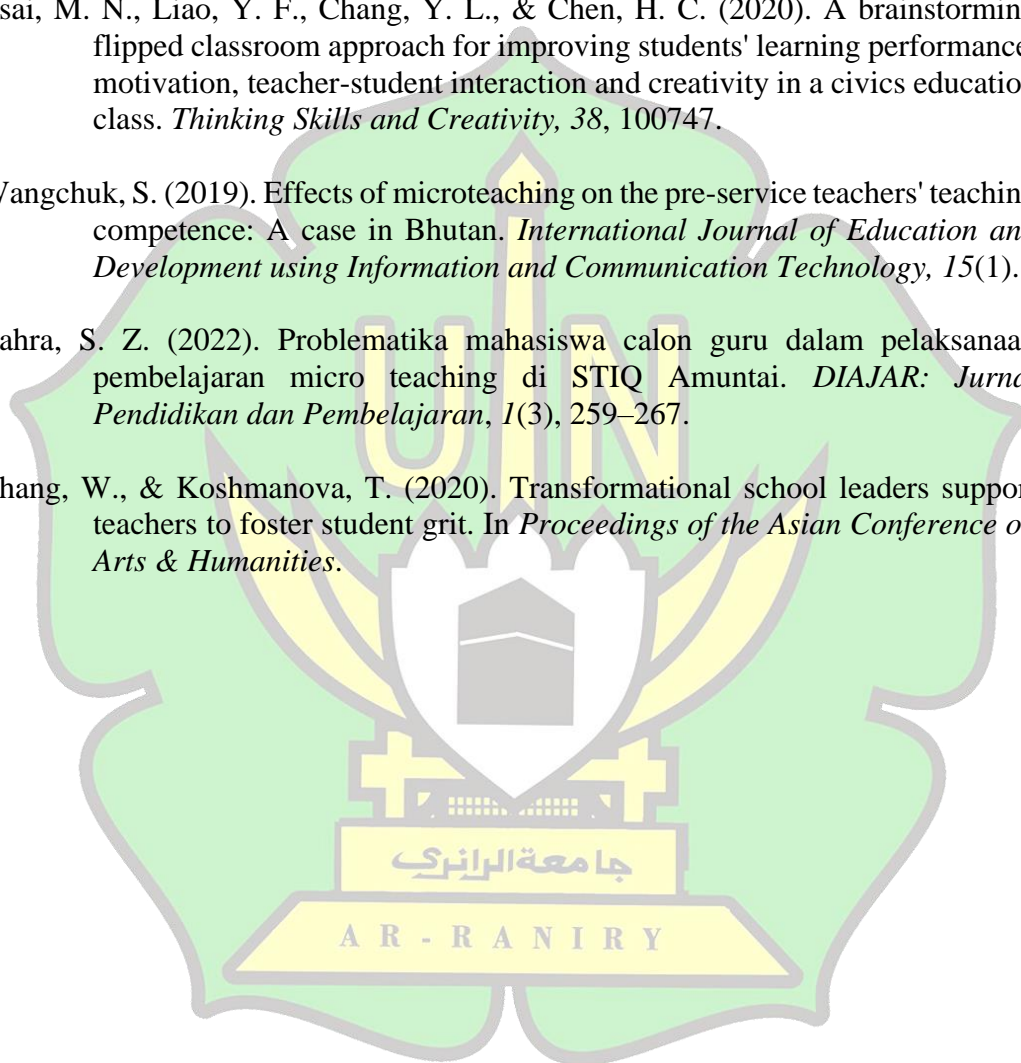 sai, M. N., Liao, Y. F., Chang, Y. L., & Chen, H. C. (2020). A brainstormin
flipped classroom approach for improving students' learning performance
motivation, teacher-student interaction and creativity in a civics educatio
class. Thinking Skills and Creativity, 38, 100747.
angchuk, S. (2019). Effects of microteaching on the pre-service teachers' teachin
competence: A case in Bhutan. International Journal of Education an
Development using Information and Communication Technology, 15(1).
ahra, S. Z. (2022). Problematika mahasiswa calon guru dalam pelaksanaa
pembelajaran micro teaching di STIQ Amuntai. DIAJAR: Jurna
Pendidikan dan Pembelajaran, 1(3), 259–267.
hang, W., & Koshmanova, T. (2020). Transformational school leaders suppor
teachers to foster student grit. In Proceedings of the Asian Conference o
Arts & Humanities.
UIN
جامعةالرانري
AR-RANIRY